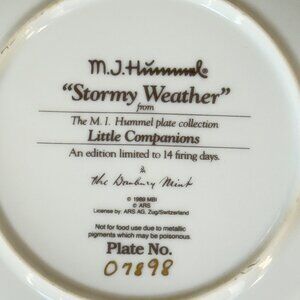 M.J. Hummel®
"Stormy Weather"
from
The M. I. Hummel plate collection
Little Companions
An edition limited to 14 firing days.
The Danbury Mint
© 1989 MBI
© ARS
License by: ARS AG, Zug/Switzerland
Not for food use due to metallic
pigments which may be poisonous
Plate No.
07898